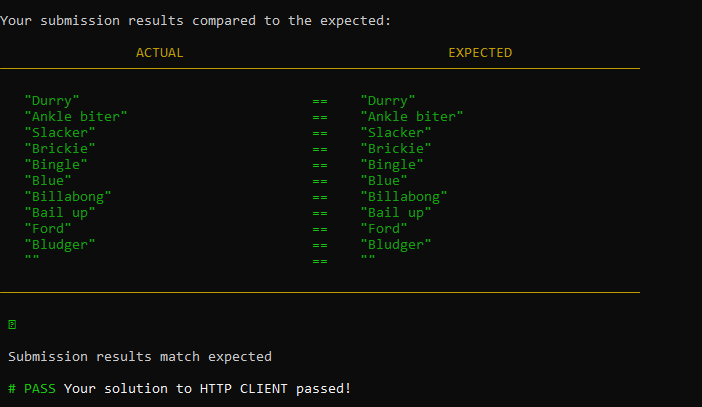 Your submission results compared to the expected:
ACTUAL EXPECTED
"Durry" == "Durry"
"Ankle biter" == "Ankle biter"
"Slacker" == "Slacker"
"Brickie" == "Brickie"
"Bingle" == "Bingle"
"Blue" == "Blue"
"Billabong" == "Billabong"
"Bail up" == "Bail up"
"Ford" == "Ford"
"Bludger" == "Bludger"
"" == ""
Submission results match expected
# PASS Your solution to HTTP CLIENT passed!